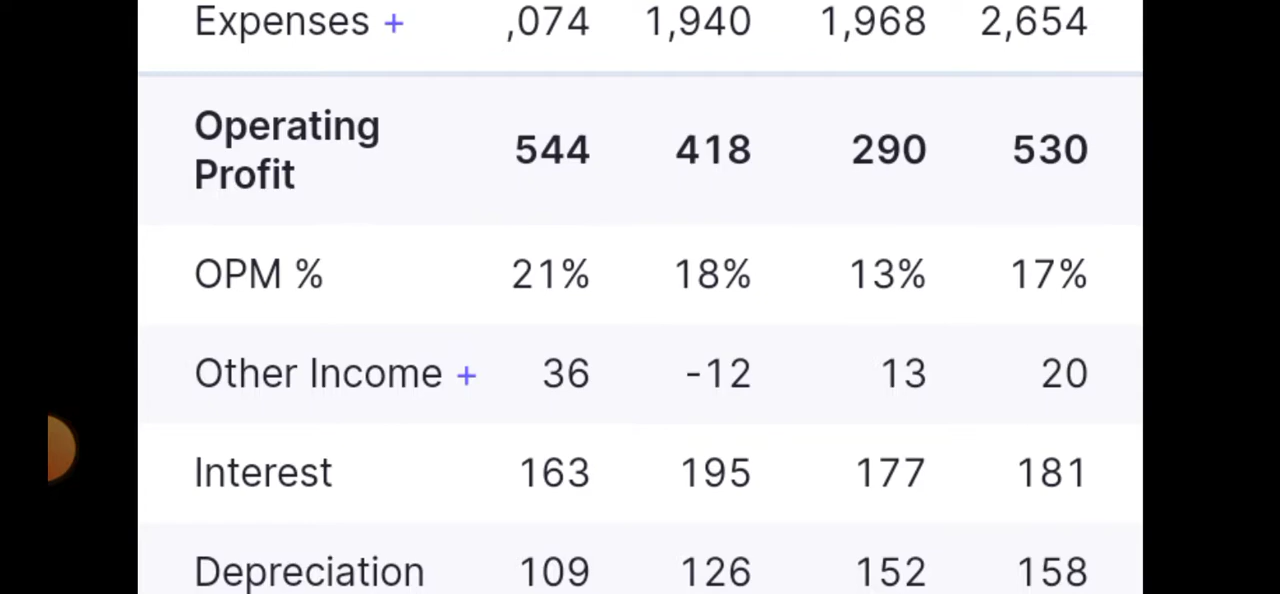 Expenses + ,074 1,940 1,968 2,654
Operating
Profit 544 418 290 530
OPM % 21% 18% 13% 17%
Other Income + 36 -12 13 20
Interest 163 195 177 181
Depreciation 109 126 152 158